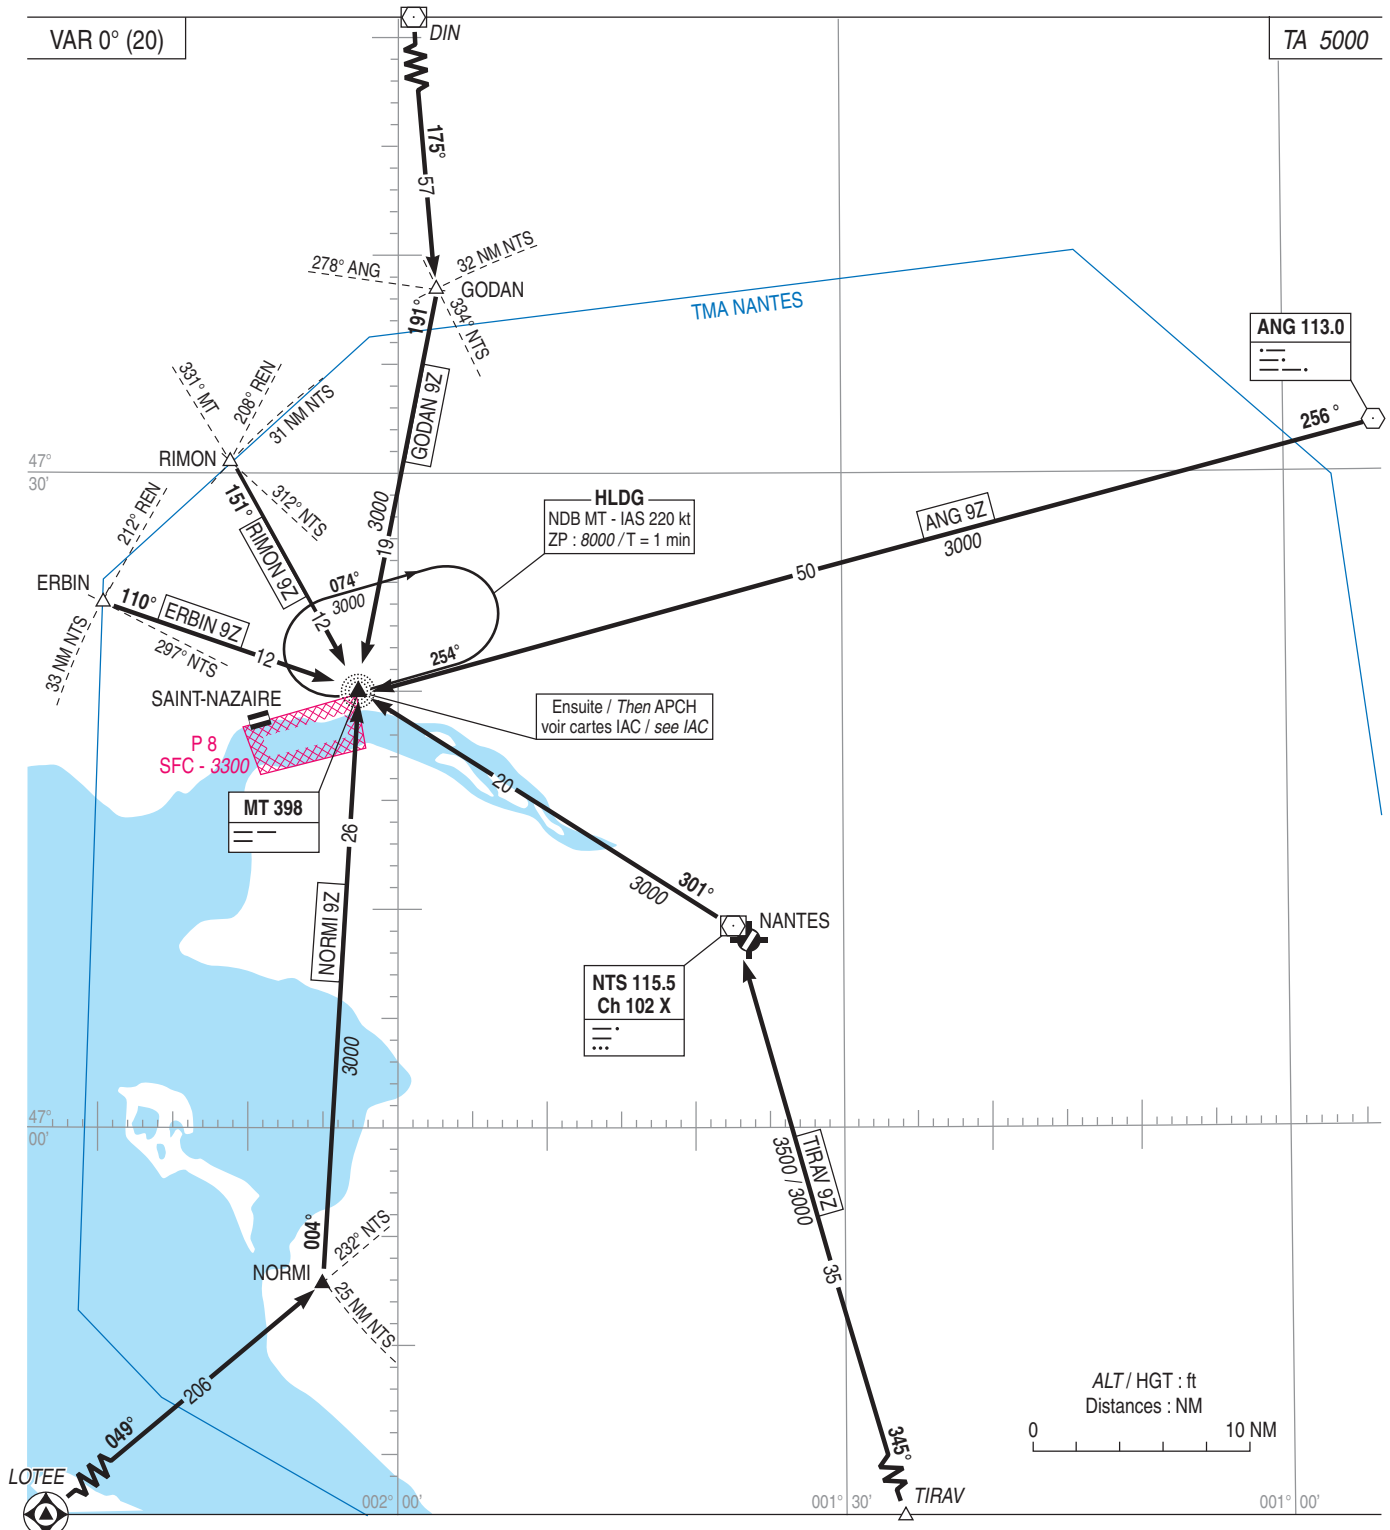 VAR 0° (20)
DIN
TA 5000
175°
57
278° ANG
32 NM NTS
GODAN
334° NTS
191°
TMA NANTES
ANG 113.0
256 °
331° MT
208° REN
31 NM NTS
GODAN 9Z
RIMON
47°
30'
151°
312° NTS
RIMON 9Z
12
3000
19
HLDG
NDB MT - IAS 220 kt
ZP : 8000 / T = 1 min
ANG 9Z
3000
50
212° REN
ERBIN
110°
ERBIN 9Z
297° NTS
12
33 NM NTS
074°
3000
254°
SAINT-NAZAIRE
P 8
SFC - 3300
Ensuite / Then APCH
voir cartes IAC / see IAC
MT 398
20
3000
301°
NANTES
26
NORMI 9Z
3000
NTS 115.5
Ch 102 X
47°
00'
TIRAV 9Z
3500 / 3000
35
004°
232° NTS
NORMI
25 NM NTS
206
049°
LOTEE
345°
TIRAV
ALT / HGT : ft
Distances : NM
0
10 NM
002° 00'
001° 30'
001° 00'